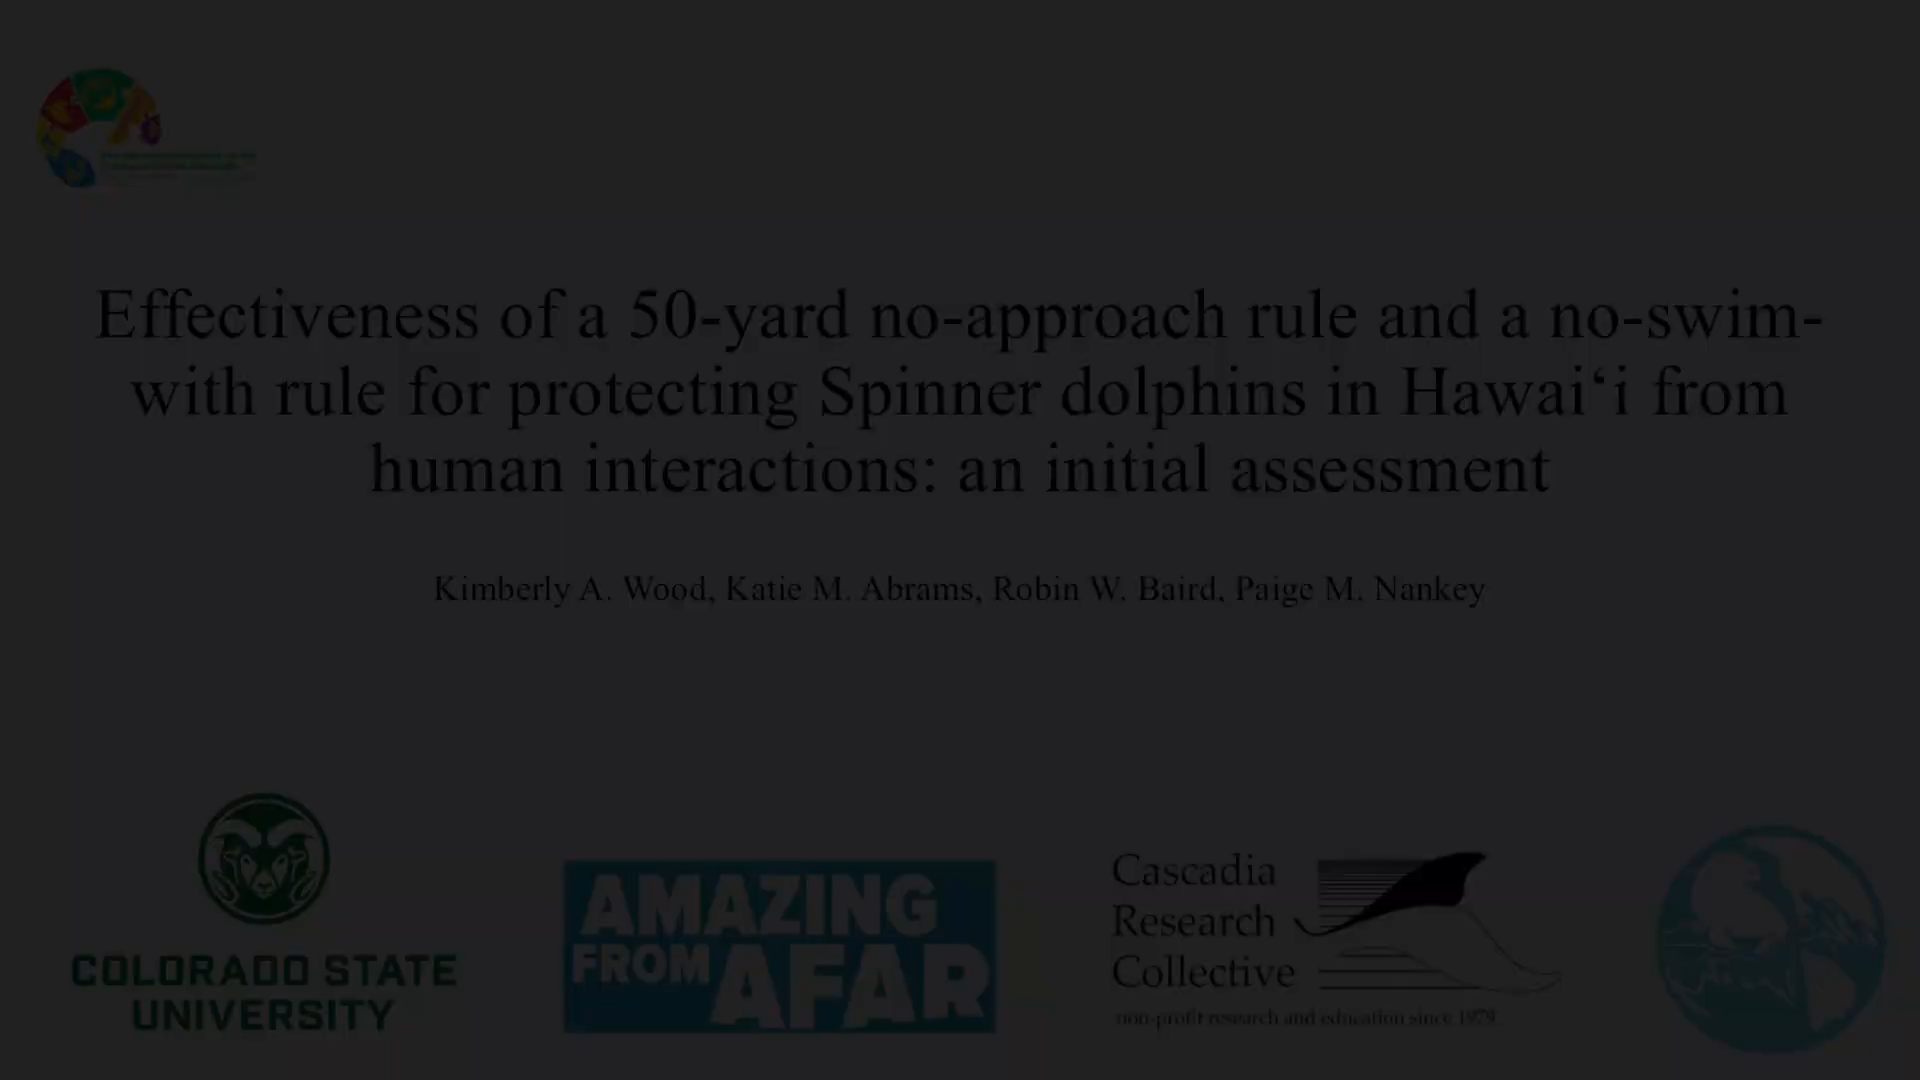 Effectiveness of a 50-yard no-approach rule and a no-swim-
with rule for protecting Spinner dolphins in Hawaiʻi from
human interactions: an initial assessment
Kimberly A. Wood, Katie M. Abrams, Robin W. Baird, Paige M. Nankey
COLORADO STATE
UNIVERSITY
AMAZING
FROM AFAR
Cascadia
Research
Collective
non-profit research and education since 1979